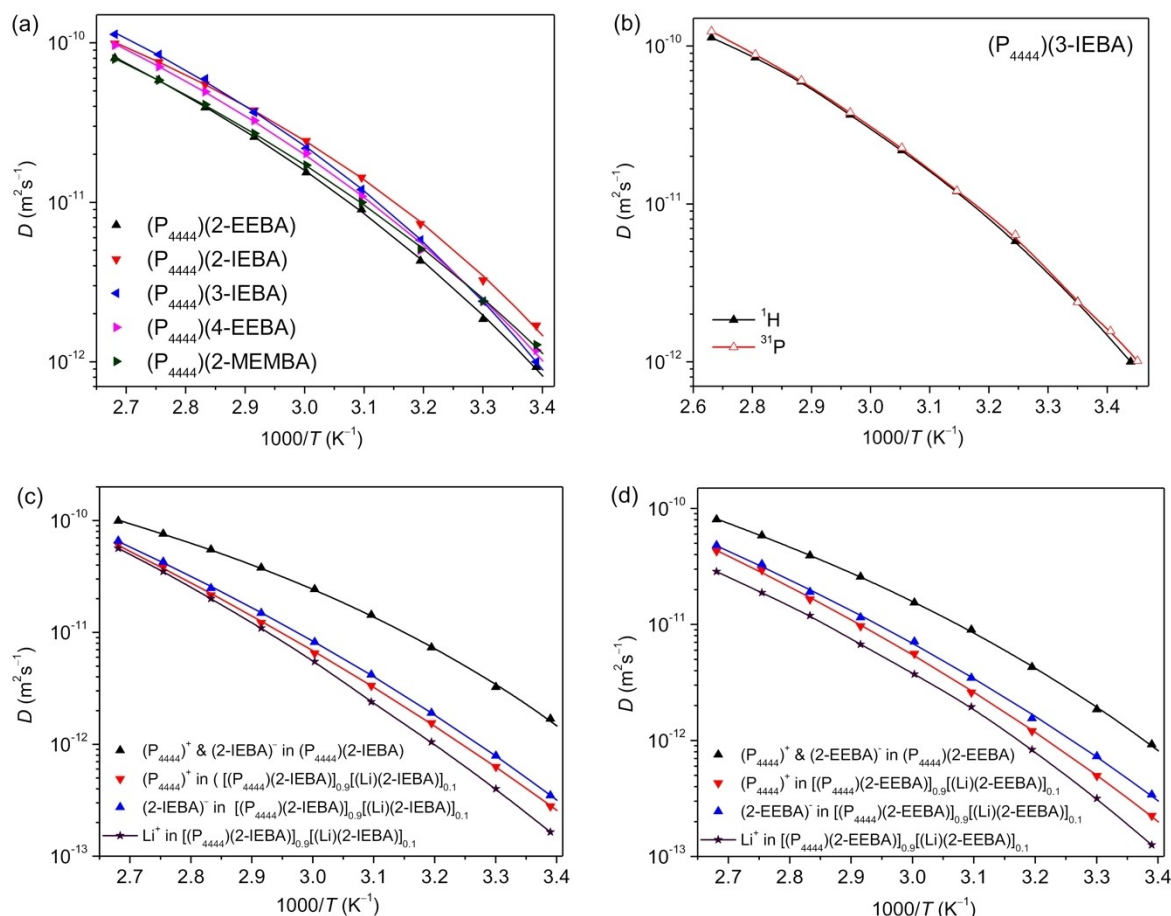 (a)
D (m²s⁻¹)
10⁻¹⁰
10⁻¹¹
10⁻¹²
(P₄₄₄₄)(2-EEBA)
(P₄₄₄₄)(2-IEBA)
(P₄₄₄₄)(3-IEBA)
(P₄₄₄₄)(4-EEBA)
(P₄₄₄₄)(2-MEMBA)
2.7 2.8 2.9 3.0 3.1 3.2 3.3 3.4
1000/T (K⁻¹)
(b)
(P₄₄₄₄)(3-IEBA)
D (m²s⁻¹)
10⁻¹⁰
10⁻¹¹
10⁻¹²
¹H
³¹P
2.6 2.7 2.8 2.9 3.0 3.1 3.2 3.3 3.4
1000/T (K⁻¹)
(c)
D (m²s⁻¹)
10⁻¹⁰
10⁻¹¹
10⁻¹²
10⁻¹³
(P₄₄₄₄)⁺ & (2-IEBA)⁻ in (P₄₄₄₄)(2-IEBA)
(P₄₄₄₄)⁺ in ( [(P₄₄₄₄)(2-IEBA)]₀.₉[(Li)(2-IEBA)]₀.₁
(2-IEBA)⁻ in [(P₄₄₄₄)(2-IEBA)]₀.₉[(Li)(2-IEBA)]₀.₁
Li⁺ in [(P₄₄₄₄)(2-IEBA)]₀.₉[(Li)(2-IEBA)]₀.₁
2.7 2.8 2.9 3.0 3.1 3.2 3.3 3.4
1000/T (K⁻¹)
(d)
D (m²s⁻¹)
10⁻¹⁰
10⁻¹¹
10⁻¹²
10⁻¹³
(P₄₄₄₄)⁺ & (2-EEBA)⁻ in (P₄₄₄₄)(2-EEBA)
(P₄₄₄₄)⁺ in [(P₄₄₄₄)(2-EEBA)]₀.₉[(Li)(2-EEBA)]₀.₁
(2-EEBA)⁻ in [(P₄₄₄₄)(2-EEBA)]₀.₉[(Li)(2-EEBA)]₀.₁
Li⁺ in [(P₄₄₄₄)(2-EEBA)]₀.₉[(Li)(2-EEBA)]₀.₁
2.7 2.8 2.9 3.0 3.1 3.2 3.3 3.4
1000/T (K⁻¹)